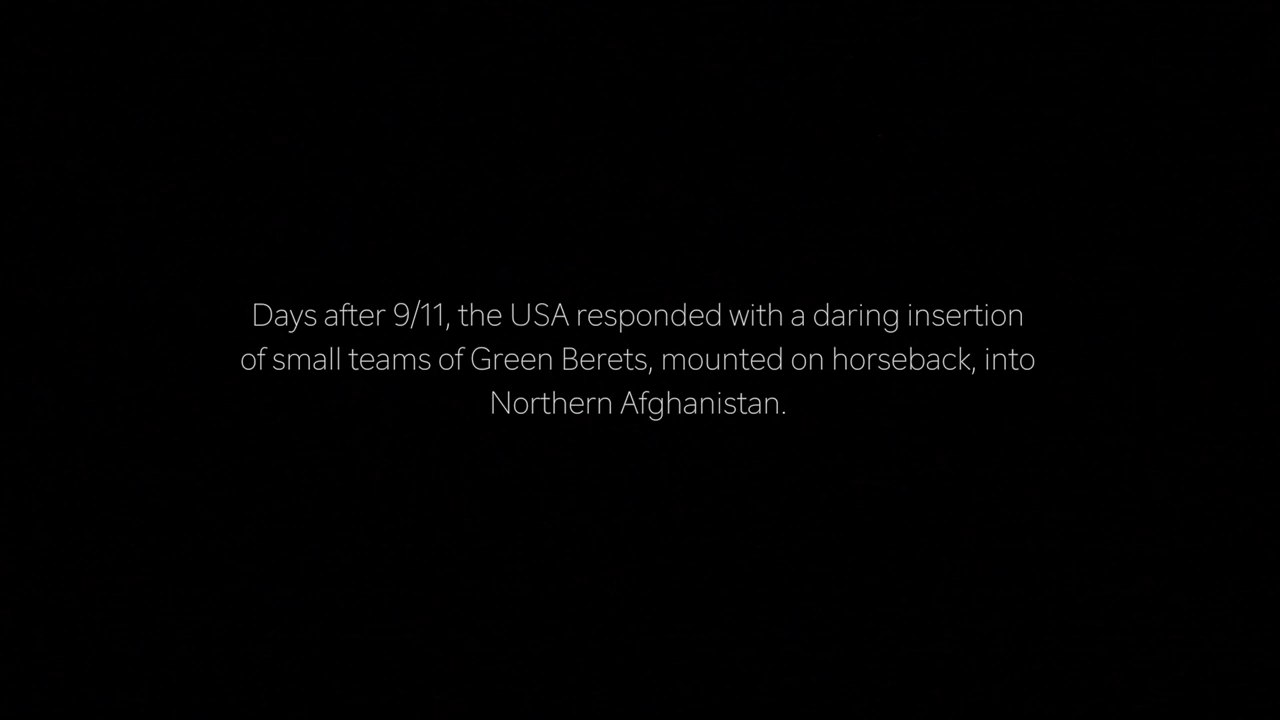 Days after 9/11, the USA responded with a daring insertion
of small teams of Green Berets, mounted on horseback, into
Northern Afghanistan.